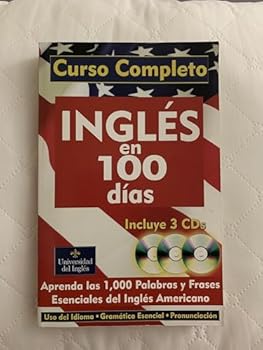 Curso Completo
INGLÉS
en
100
días
Incluye 3 CDs
Universidad
del Inglés
Aprenda las 1,000 Palabras y Frases
Esenciales del Inglés Americano
Uso del Idioma • Gramática Esencial • Pronunciación